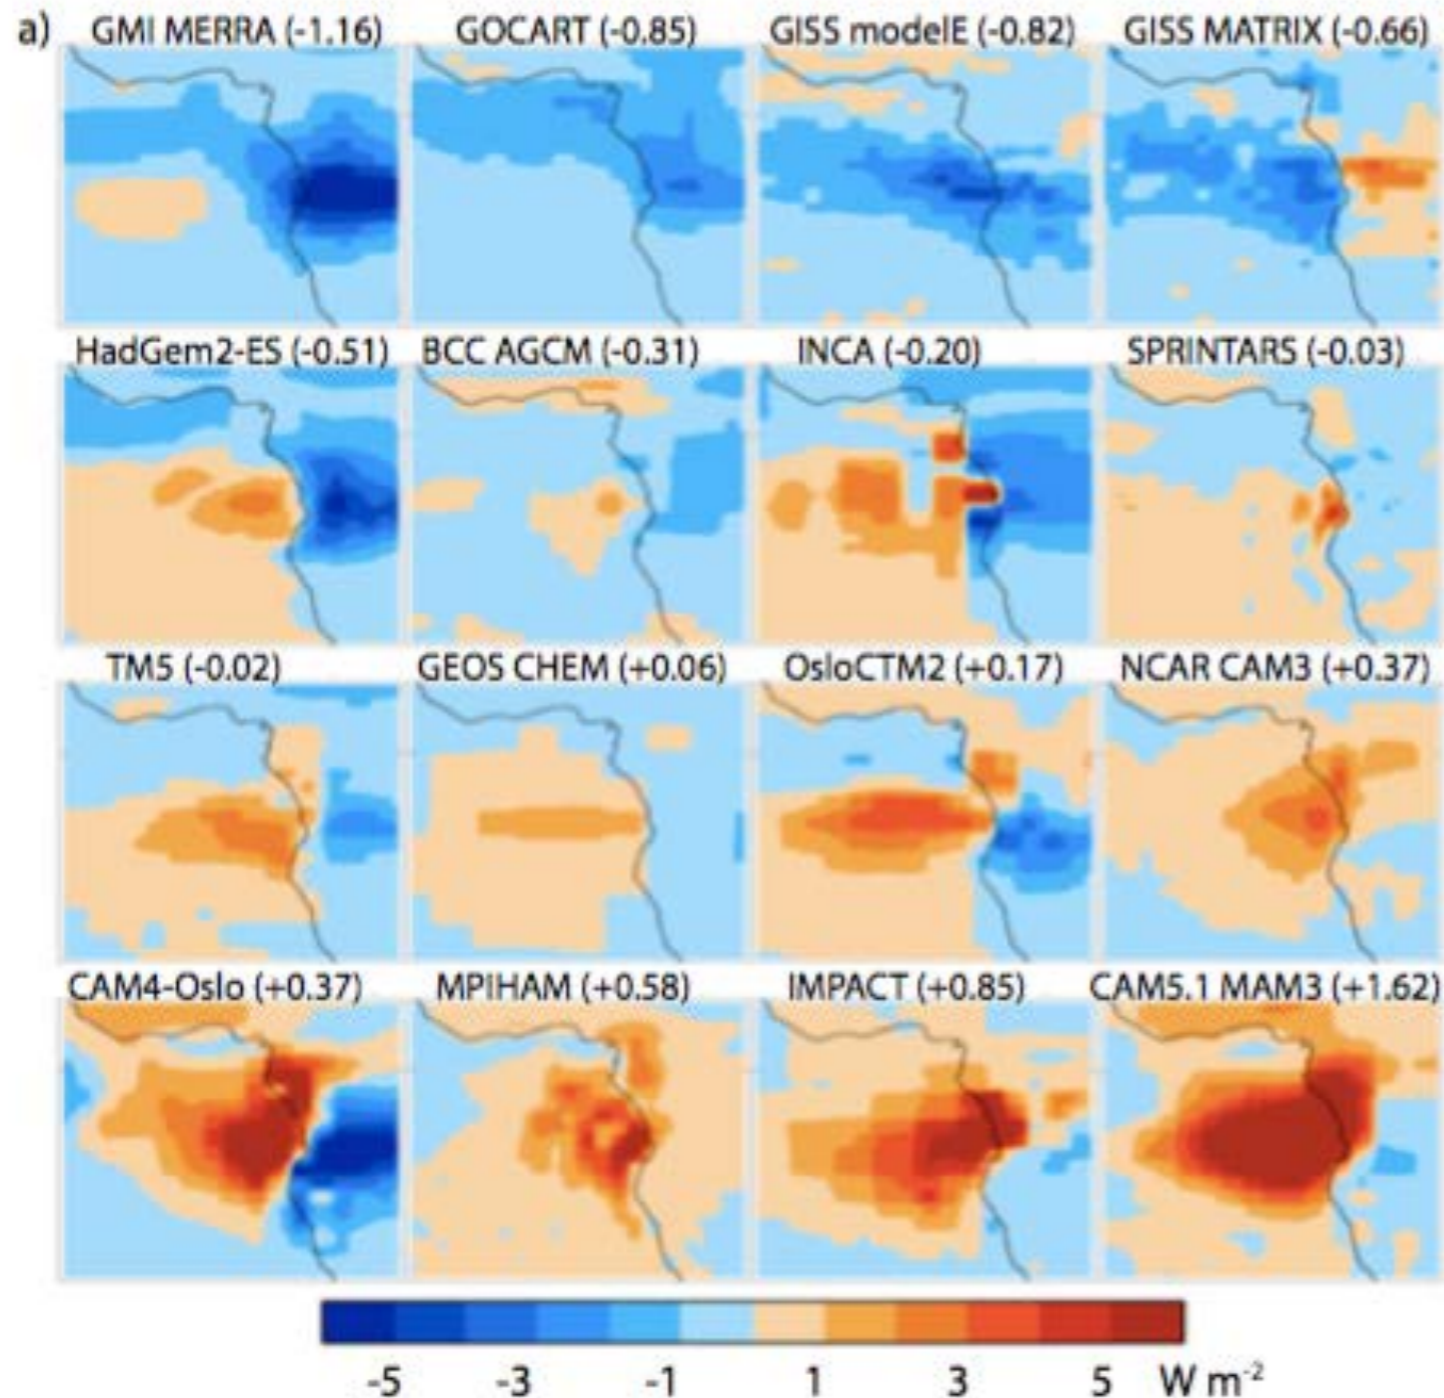 a) GMI MERRA (-1.16) GOCART (-0.85) GISS modelE (-0.82) GISS MATRIX (-0.66)
HadGem2-ES (-0.51) BCC AGCM (-0.31) INCA (-0.20) SPRINTARS (-0.03)
TM5 (-0.02) GEOS CHEM (+0.06) OsloCTM2 (+0.17) NCAR CAM3 (+0.37)
CAM4-Oslo (+0.37) MPIHAM (+0.58) IMPACT (+0.85) CAM5.1 MAM3 (+1.62)
-5 -3 -1 1 3 5 W m⁻²